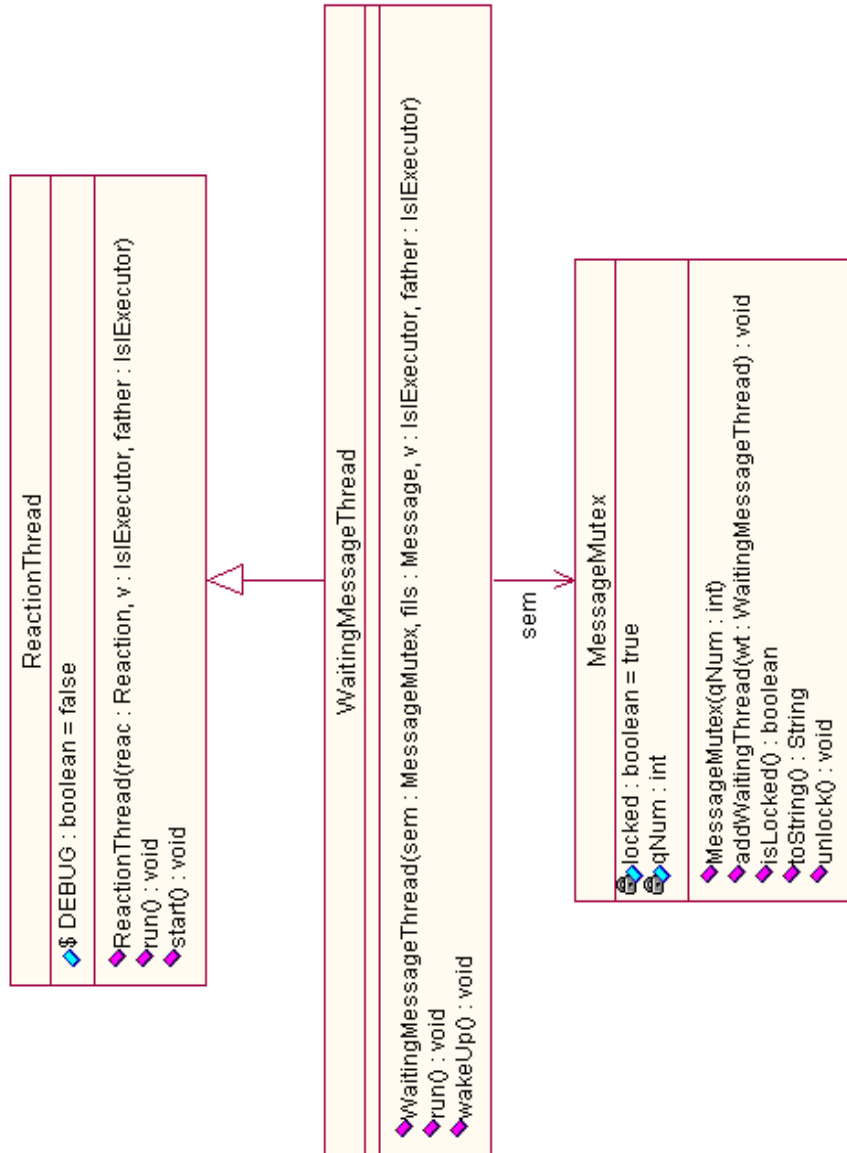 ReactionThread
$ DEBUG : boolean = false
ReactionThread(reac : Reaction, v : IslExecutor, father : IslExecutor)
run() : void
start() : void
WaitingMessageThread
WaitingMessageThread(sem : MessageMutex, fils : Message, v : IslExecutor, father : IslExecutor)
run() : void
wakeUp() : void
sem
MessageMutex
locked : boolean = true
qNum : int
MessageMutex(qNum : int)
addWaitingThread(wt : WaitingMessageThread) : void
isLocked() : boolean
toString() : String
unlock() : void